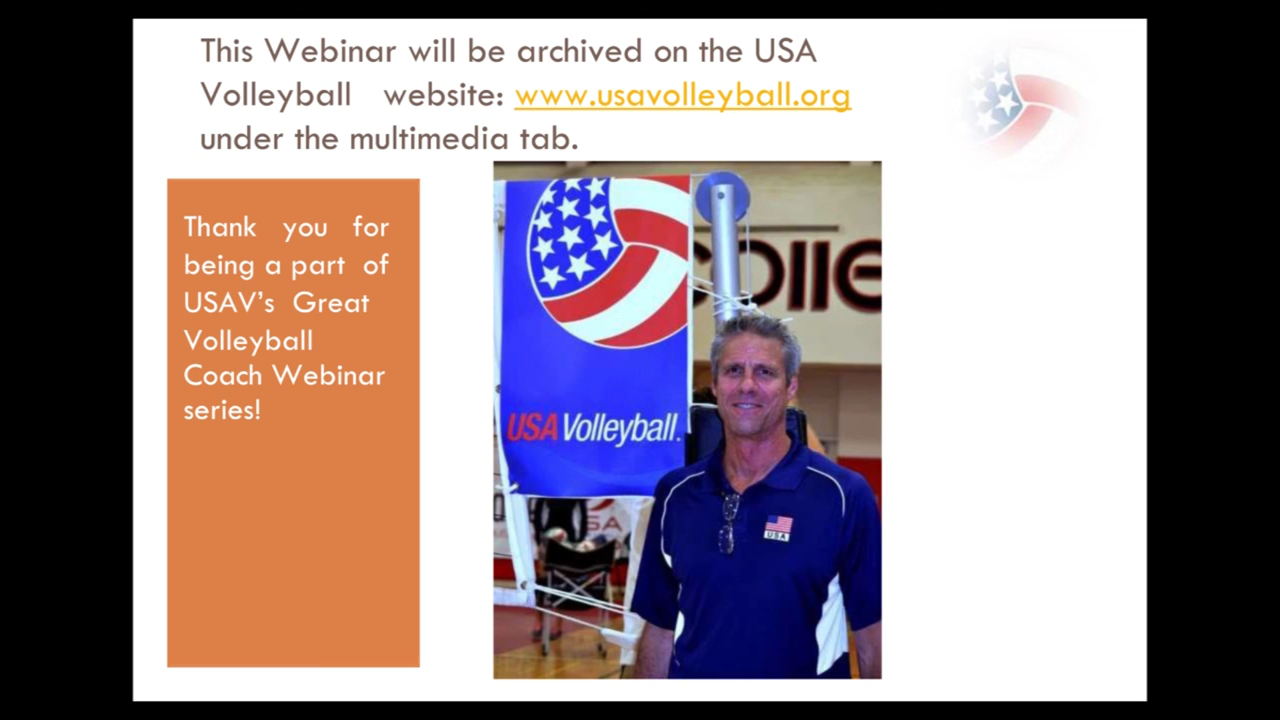 This Webinar will be archived on the USA
Volleyball website: www.usavolleyball.org
under the multimedia tab.
Thank you for
being a part of
USAV’s Great
Volleyball
Coach Webinar
series!
USA Volleyball.
USA